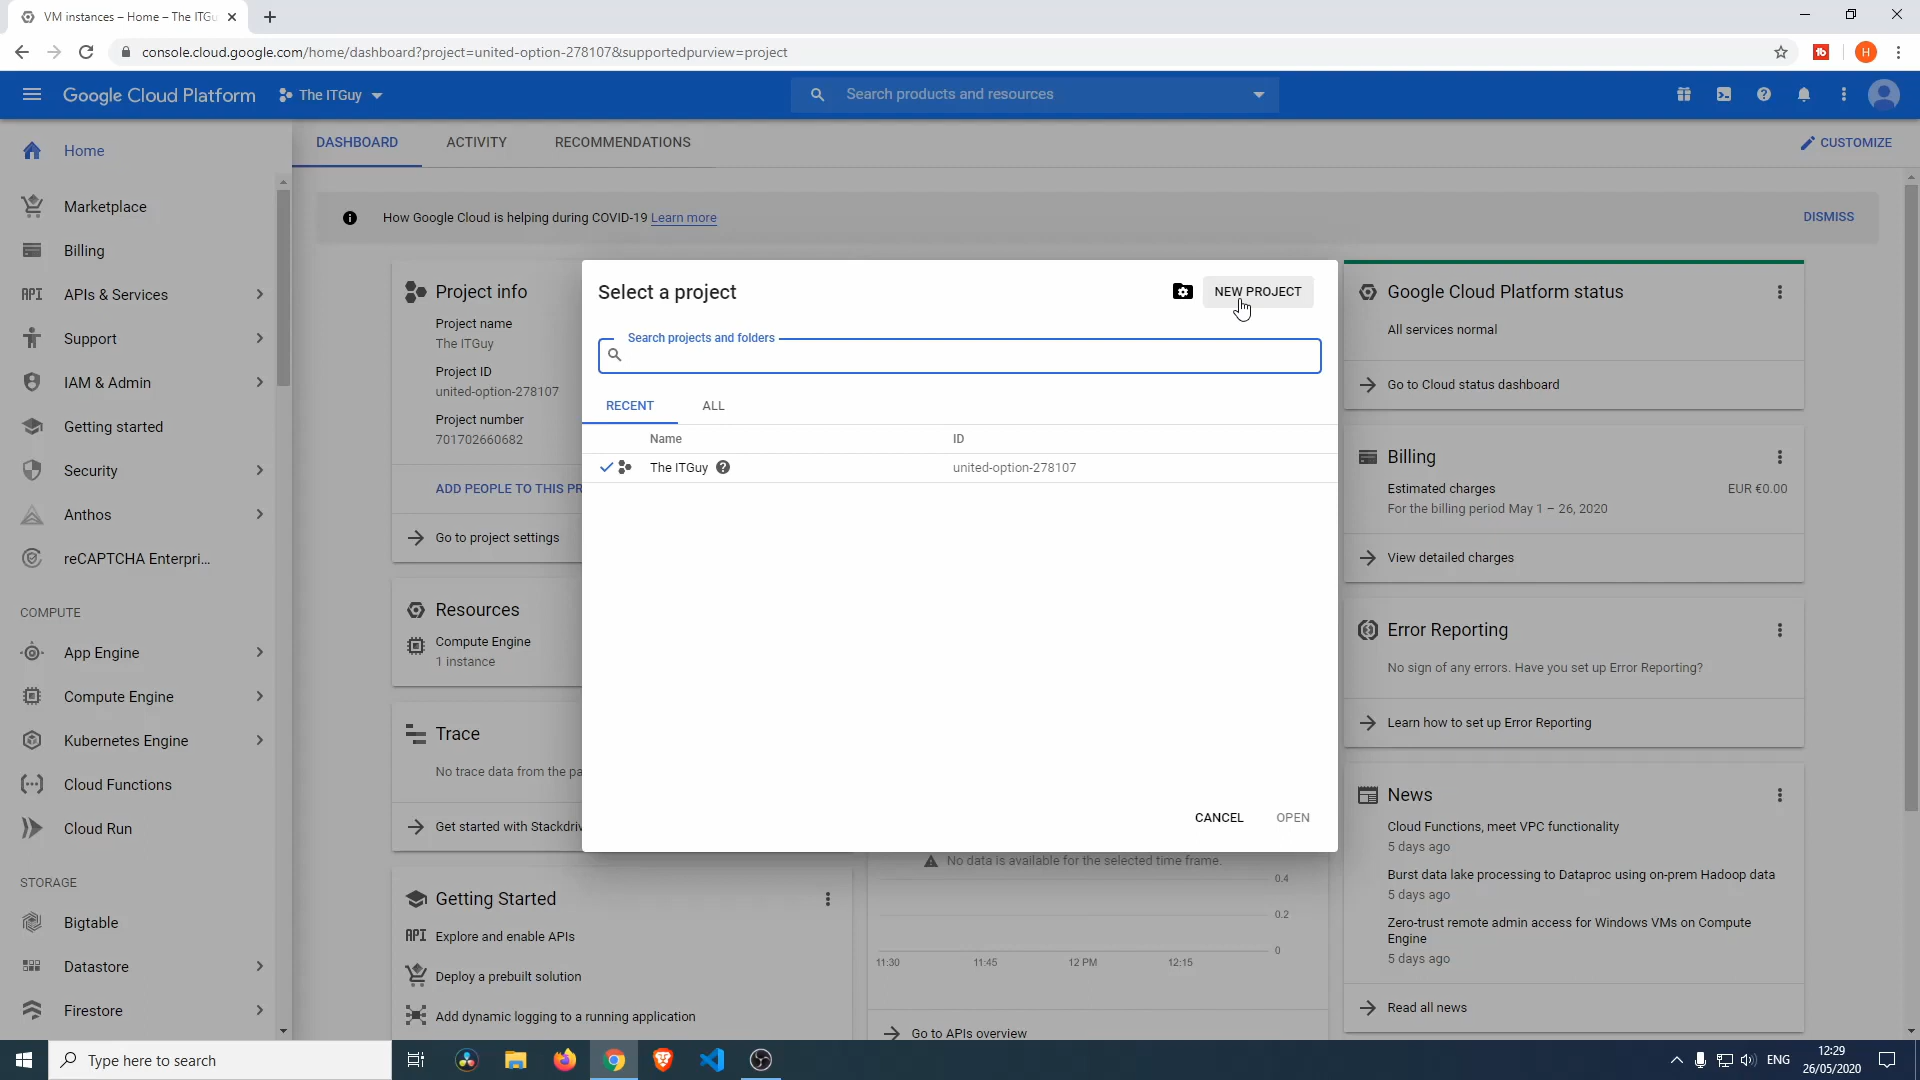 VM instances – Home – The ITGu
console.cloud.google.com/home/dashboard?project=united-option-278107&supportedpurview=project
H
Google Cloud Platform
The ITGuy
Search products and resources
Home
DASHBOARD
ACTIVITY
RECOMMENDATIONS
CUSTOMIZE
Marketplace
Billing
API APIs & Services
Support
IAM & Admin
Getting started
Security
Anthos
reCAPTCHA Enterpri...
COMPUTE
App Engine
Compute Engine
Kubernetes Engine
Cloud Functions
Cloud Run
STORAGE
Bigtable
Datastore
Firestore
How Google Cloud is helping during COVID-19 Learn more
DISMISS
Project info
Project name
The ITGuy
Project ID
united-option-278107
Project number
701702660682
ADD PEOPLE TO THIS PR
Go to project settings
Resources
Compute Engine
1 instance
Trace
No trace data from the pa
Get started with Stackdriv
Getting Started
API Explore and enable APIs
Deploy a prebuilt solution
Add dynamic logging to a running application
Select a project
NEW PROJECT
Search projects and folders
RECENT
ALL
Name
ID
The ITGuy
united-option-278107
CANCEL
OPEN
No data is available for the selected time frame.
0.4
0.2
0
11:30
11:45
12 PM
12:15
Go to APIs overview
Google Cloud Platform status
All services normal
Go to Cloud status dashboard
Billing
Estimated charges
EUR €0.00
For the billing period May 1 – 26, 2020
View detailed charges
Error Reporting
No sign of any errors. Have you set up Error Reporting?
Learn how to set up Error Reporting
News
Cloud Functions, meet VPC functionality
5 days ago
Burst data lake processing to Dataproc using on-prem Hadoop data
5 days ago
Zero-trust remote admin access for Windows VMs on Compute
Engine
5 days ago
Read all news
Type here to search
ENG
12:29
26/05/2020